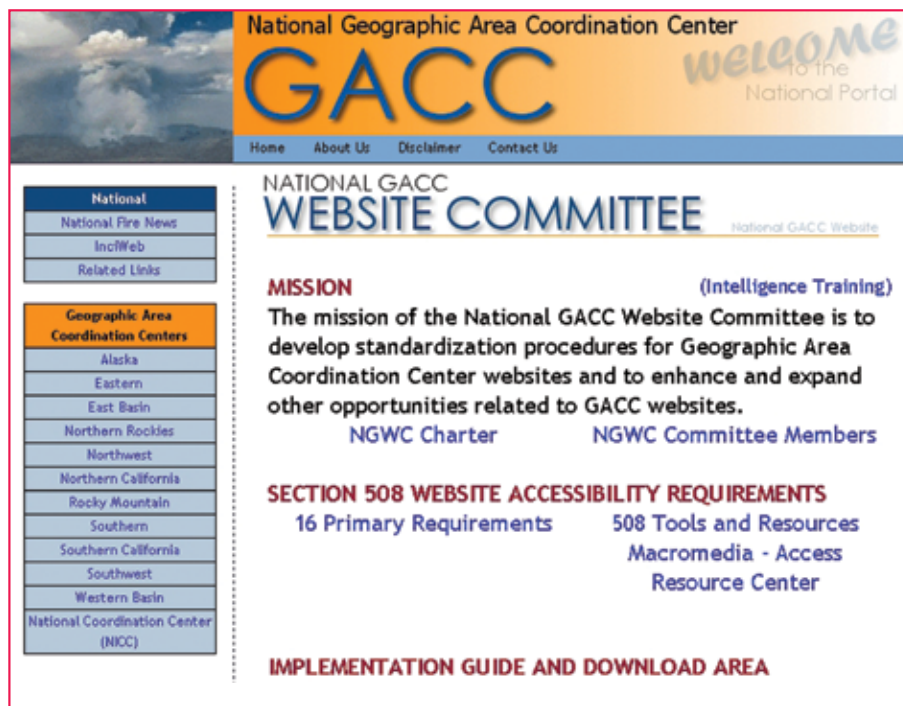 National Geographic Area Coordination Center
GACC
WELCOME
to the
National Portal
Home About Us Disclaimer Contact Us
National
National Fire News
InciWeb
Related Links
Geographic Area
Coordination Centers
Alaska
Eastern
East Basin
Northern Rockies
Northwest
Northern California
Rocky Mountain
Southern
Southern California
Southwest
Western Basin
National Coordination Center
(NICC)
NATIONAL GACC
WEBSITE COMMITTEE
National GACC Website
MISSION (Intelligence Training)
The mission of the National GACC Website Committee is to
develop standardization procedures for Geographic Area
Coordination Center websites and to enhance and expand
other opportunities related to GACC websites.
NGWC Charter NGWC Committee Members
SECTION 508 WEBSITE ACCESSIBILITY REQUIREMENTS
16 Primary Requirements 508 Tools and Resources
Macromedia - Access
Resource Center
IMPLEMENTATION GUIDE AND DOWNLOAD AREA